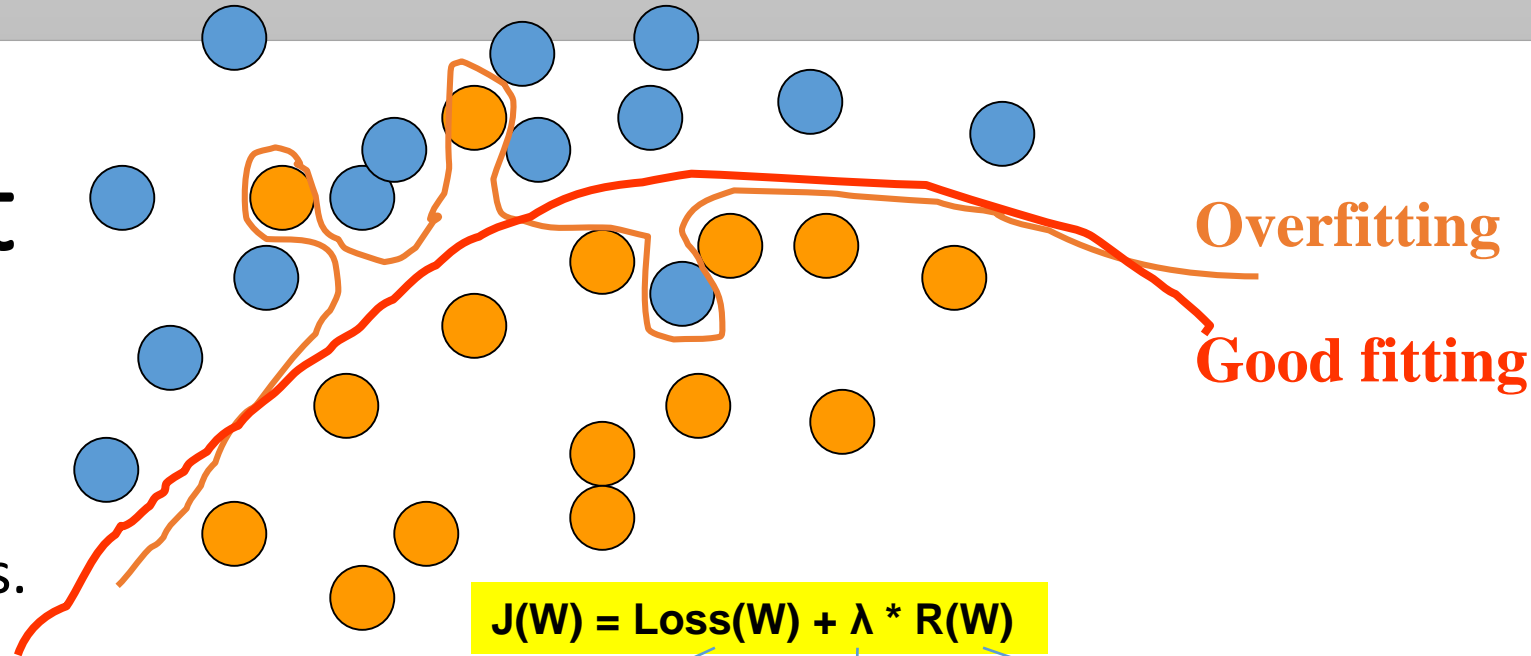 Overfitting
Good fitting
s.
J(W) = Loss(W) + λ * R(W)